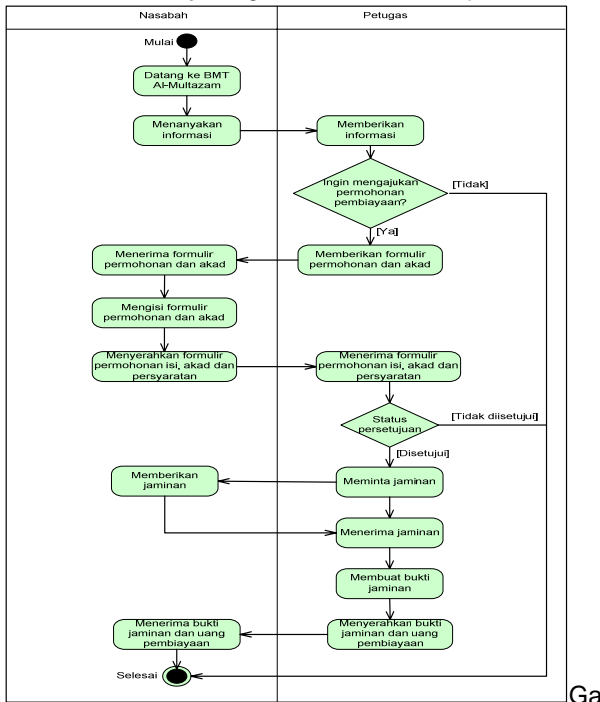 Nasabah
Petugas
Mulai
Datang ke BMT
Al-Multazam
Menanyakan
informasi
Memberikan
informasi
Ingin mengajukan
permohonan
pembiayaan?
[Tidak]
[Ya]
Memberikan formulir
permohonan dan akad
Menerima formulir
permohonan dan akad
Mengisi formulir
permohonan dan akad
Menyerahkan formulir
permohonan isi, akad dan
persyaratan
Menerima formulir
permohonan isi, akad dan
persyaratan
Status
persetujuan
[Tidak diisetujui]
[Disetujui]
Meminta jaminan
Memberikan
jaminan
Menerima jaminan
Membuat bukti
jaminan
Menyerahkan bukti
jaminan dan uang
pembiayaan
Menerima bukti
jaminan dan uang
pembiayaan
Selesai
Ga